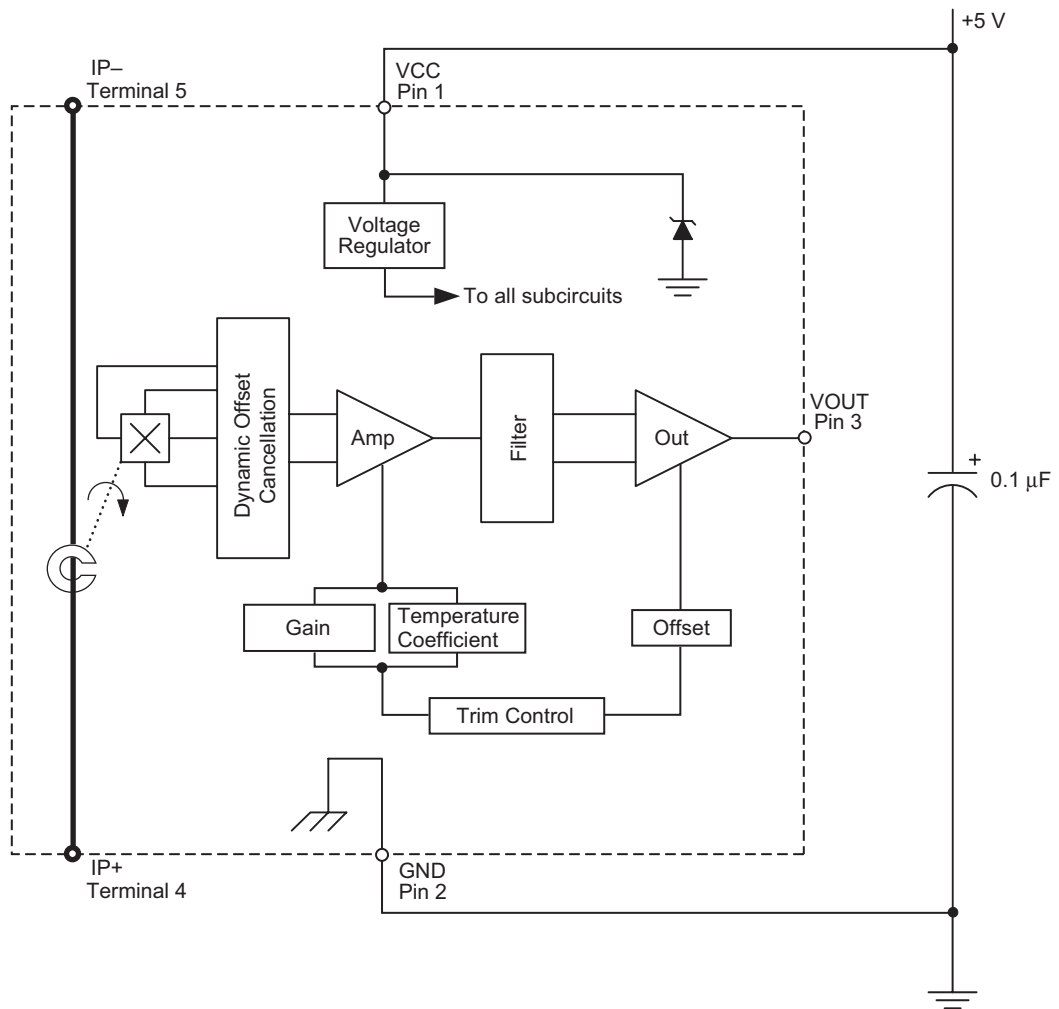 +5 V
IP–
Terminal 5
VCC
Pin 1
Voltage
Regulator
To all subcircuits
Dynamic Offset
Cancellation
Amp
Filter
Out
VOUT
Pin 3
+
0.1 µF
Gain
Temperature
Coefficient
Offset
Trim Control
IP+
Terminal 4
GND
Pin 2